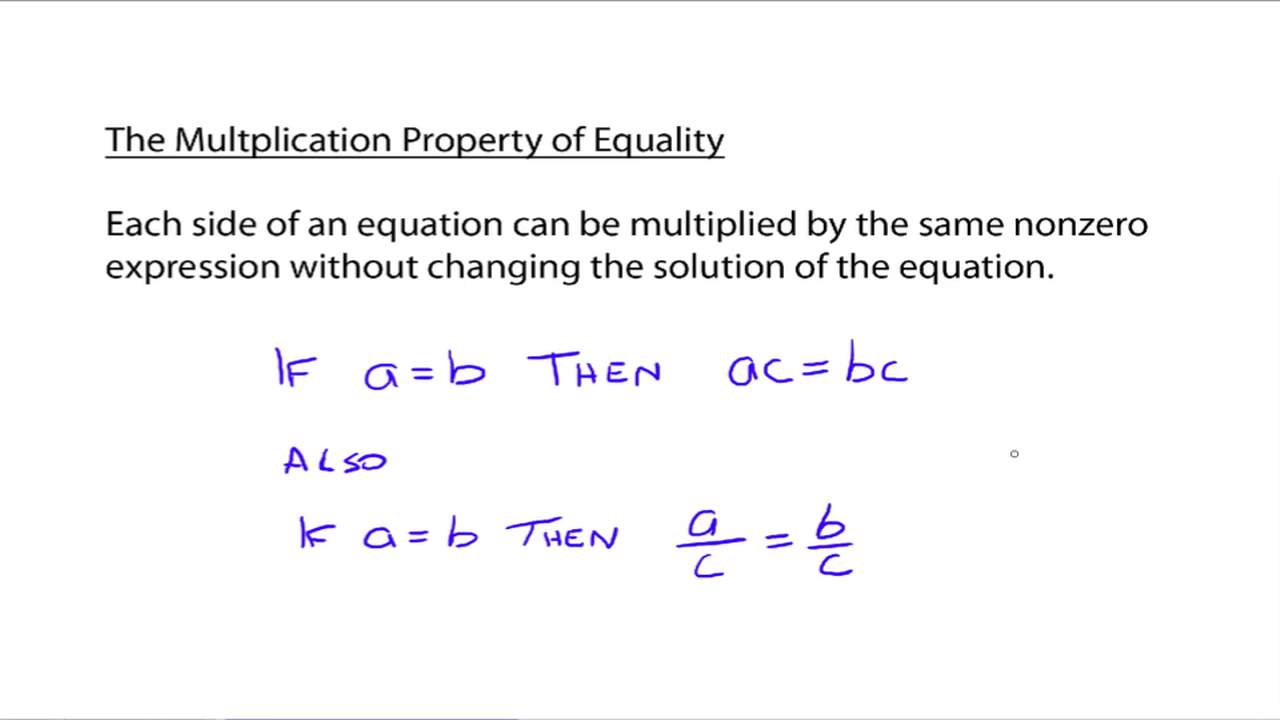 The Multplication Property of Equality
Each side of an equation can be multiplied by the same nonzero
expression without changing the solution of the equation.
IF a = b THEN ac = bc
ALSO
IF a = b THEN a/c = b/c